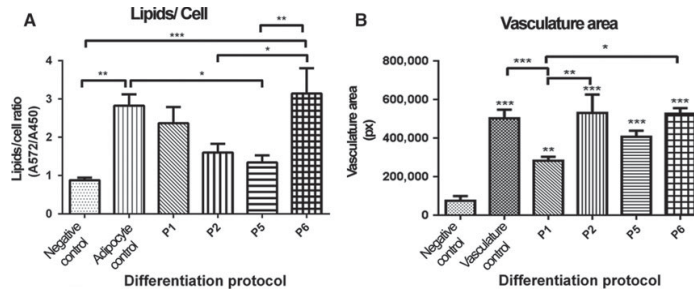 A
Lipids/ Cell
**
***
*
**
*
Lipids/cell ratio
(A572/A450)
4
3
2
1
0
Negative
control
Adipocyte
control
P1
P2
P5
P6
Differentiation protocol
B
Vasculature area
*
***
**
***
***
**
***
***
Vasculature area
(px)
800,000
600,000
400,000
200,000
0
Negative
control
Vasculature
control
P1
P2
P5
P6
Differentiation protocol